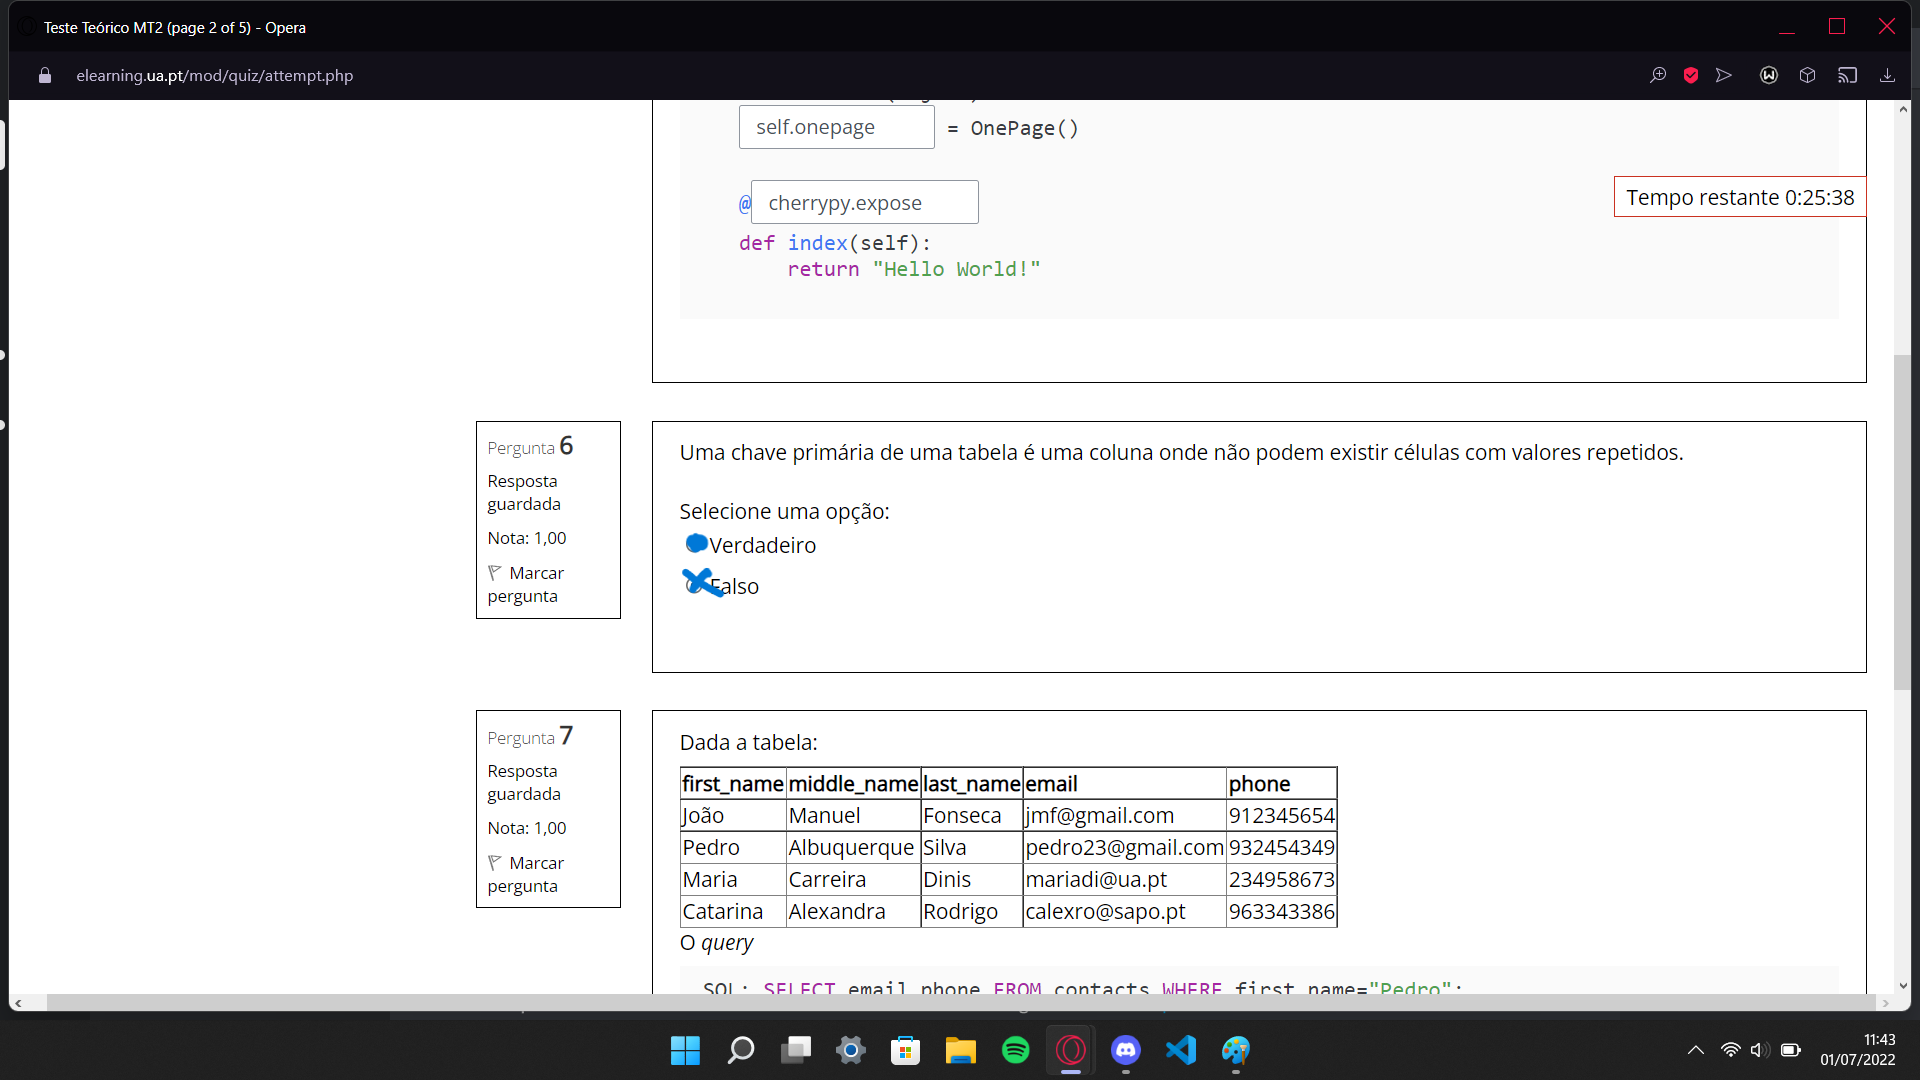 Teste Teórico MT2 (page 2 of 5) - Opera
elearning.ua.pt/mod/quiz/attempt.php
self.onepage = OnePage()
Tempo restante 0:25:38
@cherrypy.expose
def index(self):
return "Hello World!"
Pergunta 6
Resposta
guardada
Nota: 1,00
Marcar
pergunta
Uma chave primária de uma tabela é uma coluna onde não podem existir células com valores repetidos.
Selecione uma opção:
Verdadeiro
Falso
Pergunta 7
Resposta
guardada
Nota: 1,00
Marcar
pergunta
Dada a tabela:
first_name middle_name last_name email phone
João Manuel Fonseca jmf@gmail.com 912345654
Pedro Albuquerque Silva pedro23@gmail.com 932454349
Maria Carreira Dinis mariadi@ua.pt 234958673
Catarina Alexandra Rodrigo calexro@sapo.pt 963343386
O query
SQL: SELECT email phone FROM contacts WHERE first_name="Pedro";
11:43
01/07/2022